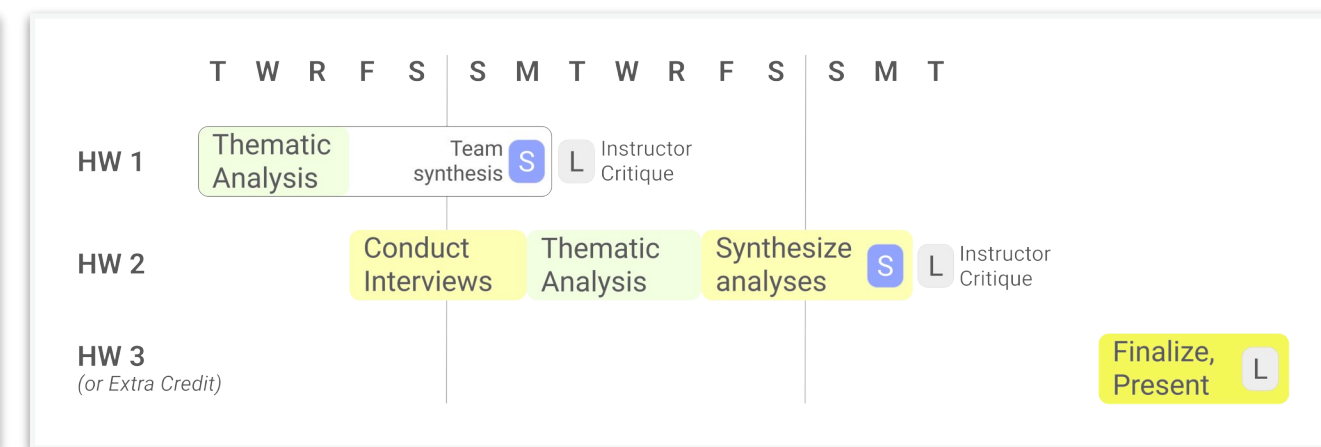 T W R F S S M T W R F S S M T
HW 1
Thematic
Analysis
Team
synthesis
S
L
Instructor
Critique
HW 2
Conduct
Interviews
Thematic
Analysis
Synthesize
analyses
S
L
Instructor
Critique
HW 3
(or Extra Credit)
Finalize,
Present
L